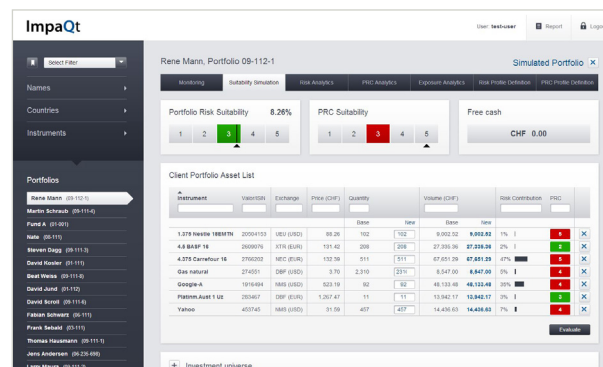 ImpaQt
User: test-user Report Logout
Select Filter
Names
Countries
Instruments
Portfolios
Rene Mann (09-112-1)
Martin Schraub (09-111-4)
Fund A (01-001)
Nate (08-111)
Steven Dagg (09-111-3)
David Kosler (01-111)
Beat Weiss (09-111-8)
David Jund (01-112)
David Scroll (09-111-6)
Fabian Schwarz (06-111)
Frank Sebald (03-111)
Thomas Hausmann (09-111-1)
Jens Andersen (06-235-698)
Rene Mann, Portfolio 09-112-1
Simulated Portfolio
Monitoring Suitability Simulation Risk Analytics PRC Analytics Exposure Analytics Risk Profile Definition PRC Profile Definition
Portfolio Risk Suitability 8.26%
1 2 3 4 5
PRC Suitability
1 2 3 4 5
Free cash
CHF 0.00
Client Portfolio Asset List
Instrument Valor/ISIN Exchange Price (CHF) Quantity Volume (CHF) Risk Contribution PRC
Base New Base New
1.375 Nestle 18EMTN 20504153 UEU (USD) 88.26 102 102 9,002.52 9,002.52 1% 5
4.5 BASF 16 2600076 XTR (EUR) 131.42 208 208 27,335.36 27,335.36 2% 2
4.375 Carrefour 16 2766202 NEC (EUR) 132.39 511 511 67,651.29 67,651.29 47% 5
Gas natural 274551 DBF (USD) 3.70 2,310 2310 8,547.00 8,547.00 5% 4
Google-A 1916494 NMS (USD) 523.19 92 92 48,133.48 48,133.48 35% 4
Platinm.Aust 1 Uz 283467 DBF (EUR) 1,267.47 11 11 13,942.17 13,942.17 3% 3
Yahoo 453745 NMS (USD) 31.59 457 457 14,436.63 14,436.63 7% 4
Evaluate
Investment universe